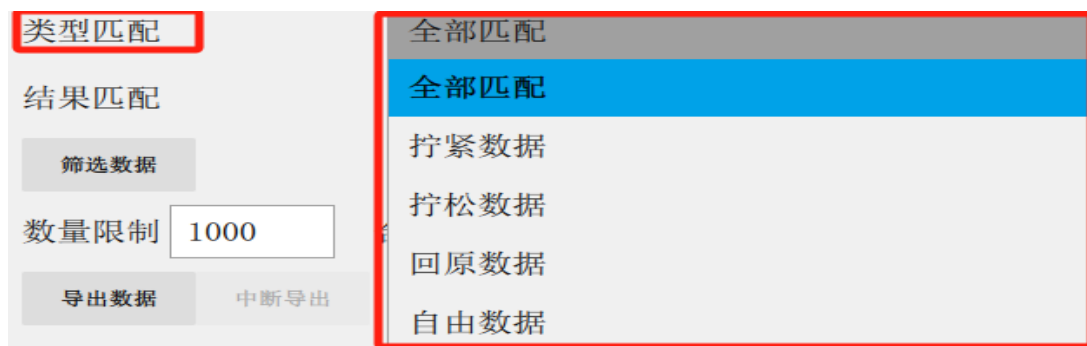 类型匹配 全部匹配
全部匹配
结果匹配
拧紧数据
筛选数据
拧松数据
数量限制 1000
回原数据
导出数据 中断导出
自由数据